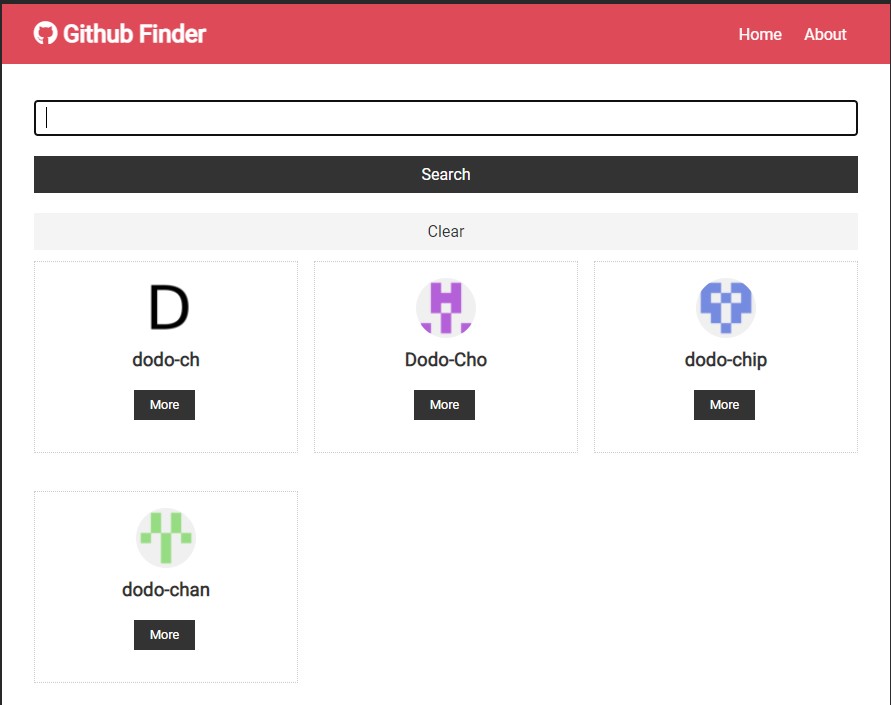 Github Finder
Home About
Search
Clear
D
dodo-ch
Dodo-Cho
dodo-chip
More
More
More
dodo-chan
More